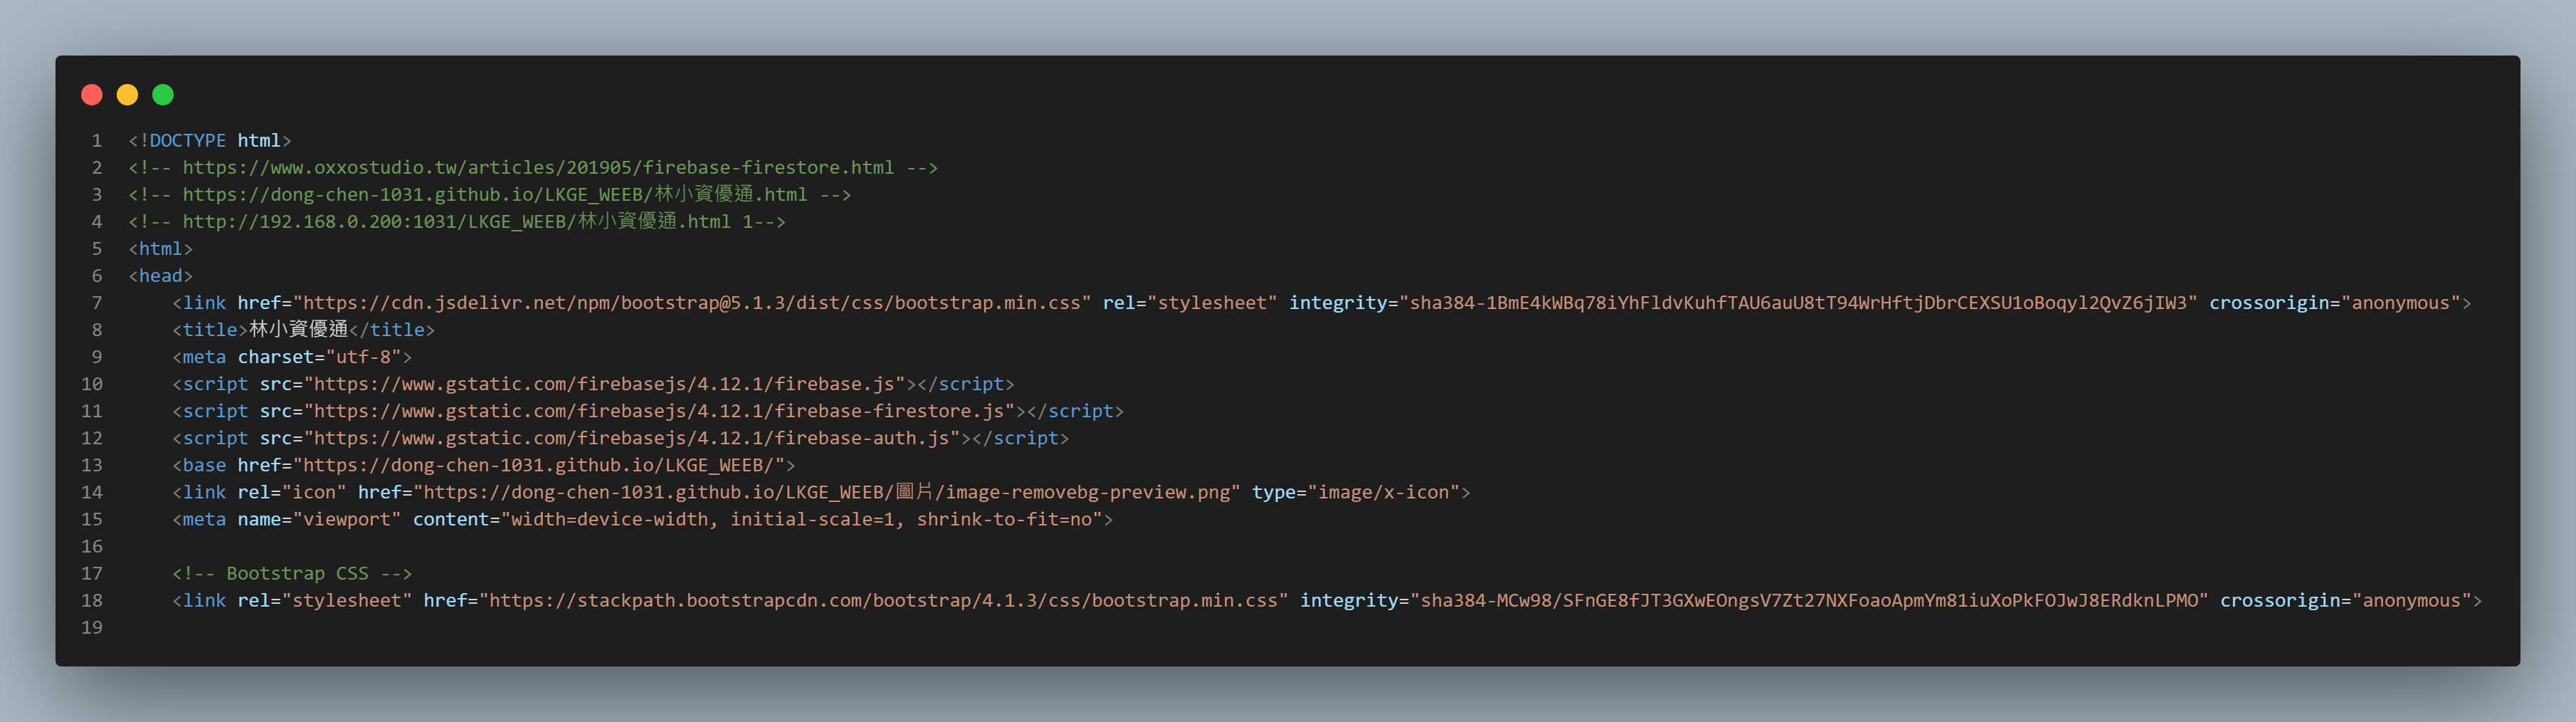 1 <!DOCTYPE html>
2 <!-- https://www.oxxostudio.tw/articles/201905/firebase-firestore.html -->
3 <!-- https://dong-chen-1031.github.io/LKGE_WEEB/林小資優通.html -->
4 <!-- http://192.168.0.200:1031/LKGE_WEEB/林小資優通.html 1-->
5 <html>
6 <head>
7 <link href="https://cdn.jsdelivr.net/npm/bootstrap@5.1.3/dist/css/bootstrap.min.css" rel="stylesheet" integrity="sha384-1BmE4kWBq78iYhFldvKuhfTAU6auU8tT94WrHftjDbrCEXSU1oBoqyl2QvZ6jIW3" crossorigin="anonymous">
8 <title>林小資優通</title>
9 <meta charset="utf-8">
10 <script src="https://www.gstatic.com/firebasejs/4.12.1/firebase.js"></script>
11 <script src="https://www.gstatic.com/firebasejs/4.12.1/firebase-firestore.js"></script>
12 <script src="https://www.gstatic.com/firebasejs/4.12.1/firebase-auth.js"></script>
13 <base href="https://dong-chen-1031.github.io/LKGE_WEEB/">
14 <link rel="icon" href="https://dong-chen-1031.github.io/LKGE_WEEB/圖片/image-removebg-preview.png" type="image/x-icon">
15 <meta name="viewport" content="width=device-width, initial-scale=1, shrink-to-fit=no">
16
17 <!-- Bootstrap CSS -->
18 <link rel="stylesheet" href="https://stackpath.bootstrapcdn.com/bootstrap/4.1.3/css/bootstrap.min.css" integrity="sha384-MCw98/SFnGE8fJT3GXwEOngsV7Zt27NXFoaoApmYm81iuXoPkFOJwJ8ERdknLPMO" crossorigin="anonymous">
19